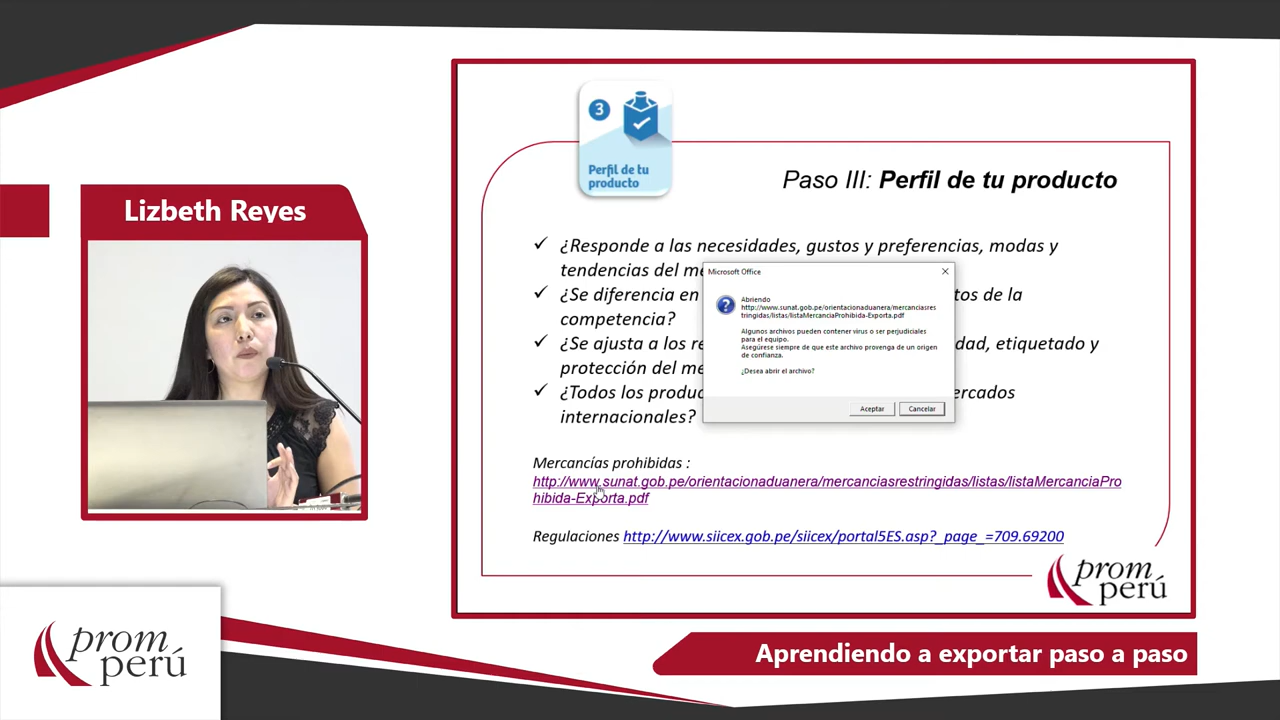 3
Perfil de tu
producto
Paso III: Perfil de tu producto
Lizbeth Reyes
✓ ¿Responde a las necesidades, gustos y preferencias, modas y
tendencias del me
✓ ¿Se diferencia en
tos de la
competencia?
✓ ¿Se ajusta a los re
dad, etiquetado y
protección del me
✓ ¿Todos los produc
ercados
internacionales?
Microsoft Office
Abriendo
http://www.sunat.gob.pe/orientacionaduanera/mercanciasres
tringidas/listas/listaMercanciaProhibida-Exporta.pdf
Algunos archivos pueden contener virus o ser perjudiciales
para el equipo.
Asegúrese siempre de que este archivo provenga de un origen
de confianza.
¿Desea abrir el archivo?
Aceptar
Cancelar
Mercancías prohibidas :
http://www.sunat.gob.pe/orientacionaduanera/mercanciasrestringidas/listas/listaMercanciaPro
hibida-Exporta.pdf
Regulaciones http://www.siicex.gob.pe/siicex/portal5ES.asp?_page_=709.69200
prom
perú
prom
perú
Aprendiendo a exportar paso a paso